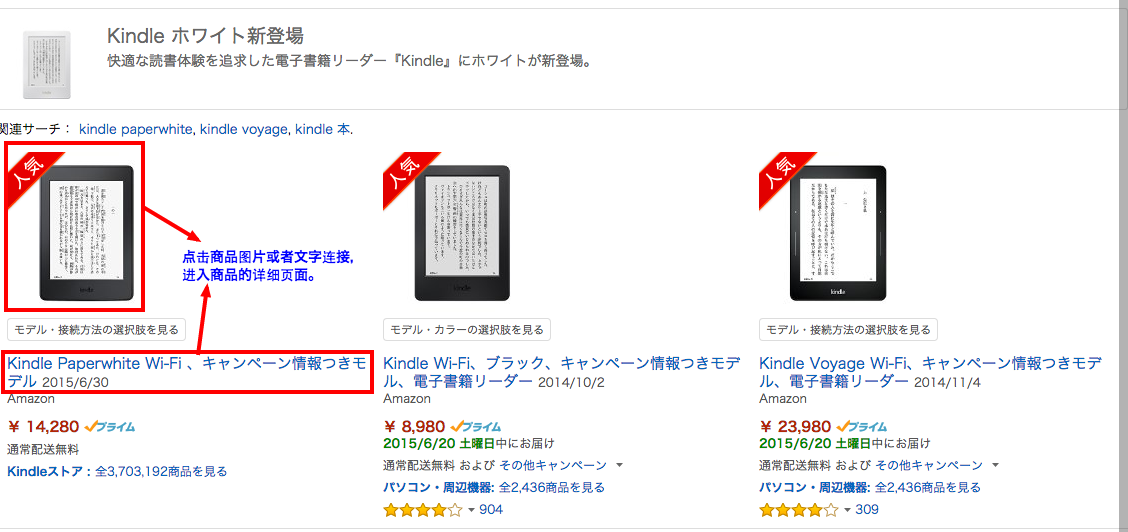 Kindle ホワイト新登場
快適な読書体験を追求した電子書籍リーダー『Kindle』にホワイトが新登場。
関連サーチ： kindle paperwhite, kindle voyage, kindle 本.
人気
点击商品图片或者文字连接,
进入商品的详细页面。
kindle
モデル・接続方法の選択肢を見る
Kindle Paperwhite Wi-Fi 、キャンペーン情報つきモ
デル 2015/6/30
Amazon
￥ 14,280 プライム
通常配送無料
Kindleストア : 全3,703,192商品を見る
人気
kindle
モデル・カラーの選択肢を見る
Kindle Wi-Fi、ブラック、キャンペーン情報つきモデ
ル、電子書籍リーダー 2014/10/2
Amazon
￥ 8,980 プライム
2015/6/20 土曜日中にお届け
通常配送無料 および その他キャンペーン
パソコン・周辺機器: 全2,436商品を見る
904
人気
kindle
モデル・接続方法の選択肢を見る
Kindle Voyage Wi-Fi、キャンペーン情報つきモデ
ル、電子書籍リーダー 2014/11/4
Amazon
￥ 23,980 プライム
2015/6/20 土曜日中にお届け
通常配送無料 および その他キャンペーン
パソコン・周辺機器: 全2,436商品を見る
309